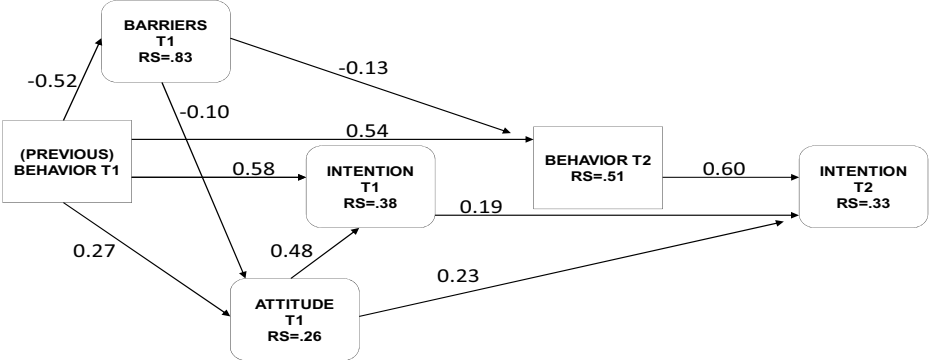 BARRIERS
T1
RS=.83
-0.52
-0.13
-0.10
(PREVIOUS)
BEHAVIOR T1
0.54
0.58
INTENTION
T1
RS=.38
BEHAVIOR T2
RS=.51
0.60
INTENTION
T2
RS=.33
0.19
0.27
0.48
0.23
ATTITUDE
T1
RS=.26